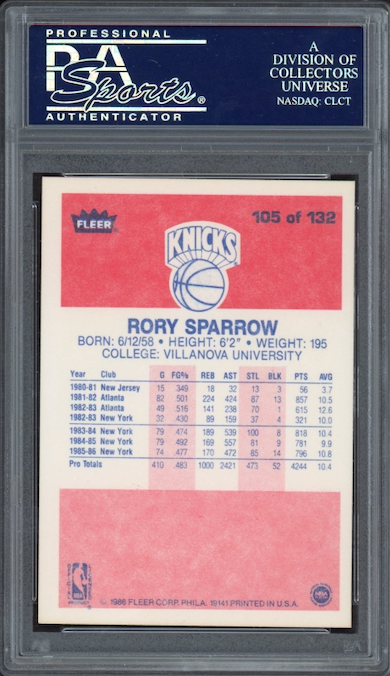 PROFESSIONAL
PSA
Sports®
AUTHENTICATOR
A
DIVISION OF
COLLECTORS
UNIVERSE
NASDAQ: CLCT
FLEER
KNICKS
105 of 132
RORY SPARROW
BORN: 6/12/58 • HEIGHT: 6'2" • WEIGHT: 195
COLLEGE: VILLANOVA UNIVERSITY
Year Club G FG% REB AST STL BLK PTS AVG
1980-81 New Jersey 15 .349 18 32 13 3 56 3.7
1981-82 Atlanta 82 .501 224 424 87 13 857 10.5
1982-83 Atlanta 49 .516 141 238 70 1 615 12.6
1982-83 New York 32 .430 89 159 37 4 321 10.0
1983-84 New York 79 .474 189 539 100 8 818 10.4
1984-85 New York 79 .492 169 557 81 9 781 9.9
1985-86 New York 74 .477 170 472 85 14 796 10.8
Pro Totals 410 .483 1000 2421 473 52 4244 10.4
NBA
© 1986 FLEER CORP. PHILA. 19141 PRINTED IN U.S.A.